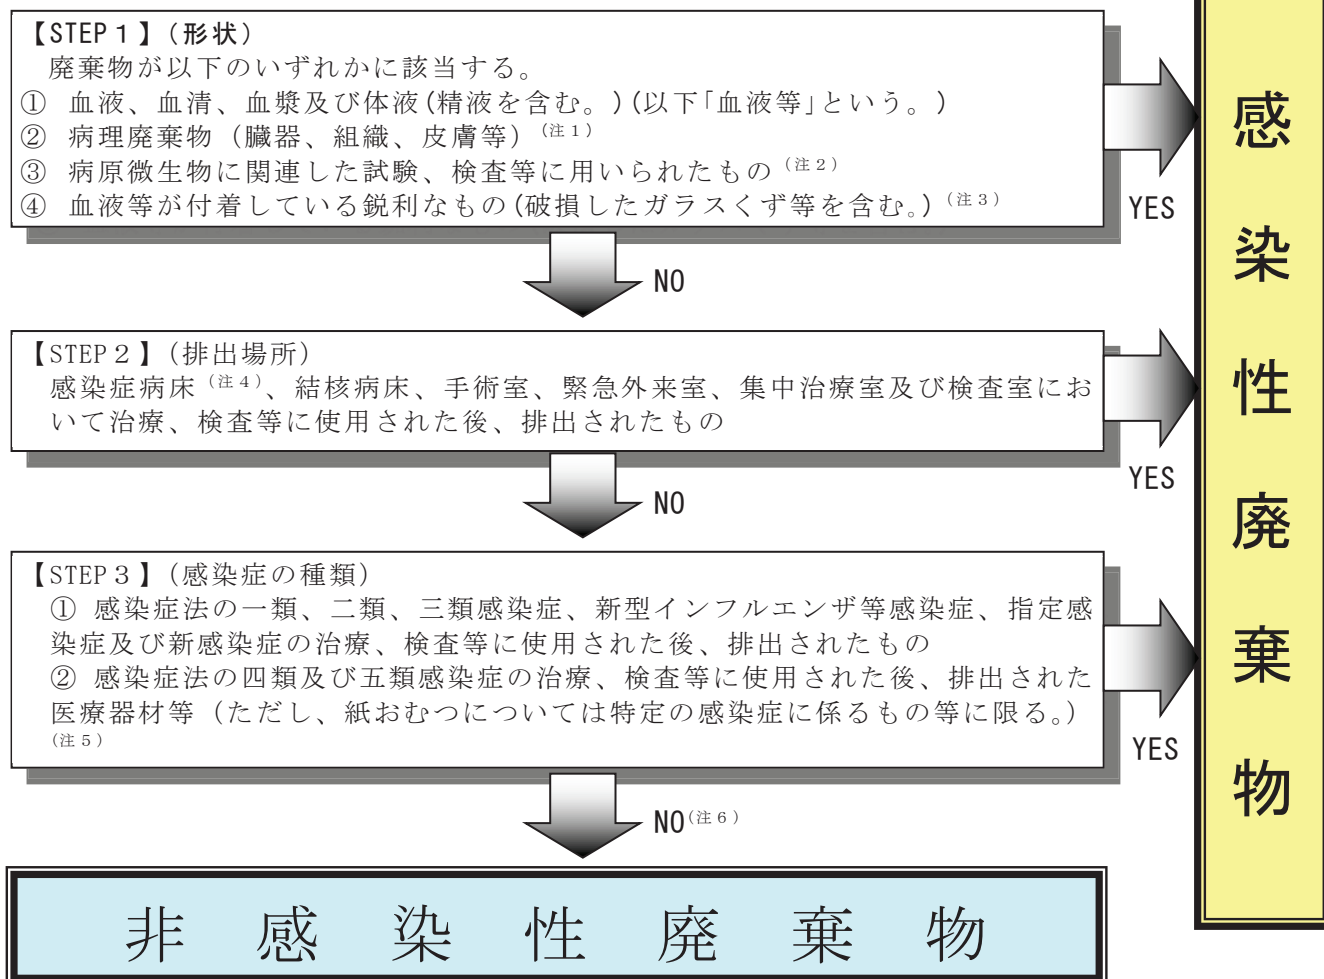 【STEP１】(形状)
廃棄物が以下のいずれかに該当する。
① 血液、血清、血漿及び体液(精液を含む。)(以下「血液等」という。)
② 病理廃棄物（臓器、組織、皮膚等）(注１)
③ 病原微生物に関連した試験、検査等に用いられたもの(注２)
④ 血液等が付着している鋭利なもの(破損したガラスくず等を含む。)(注３)
YES
NO
【STEP２】(排出場所)
感染症病床(注４)、結核病床、手術室、緊急外来室、集中治療室及び検査室にお
いて治療、検査等に使用された後、排出されたもの
YES
NO
【STEP３】(感染症の種類)
① 感染症法の一類、二類、三類感染症、新型インフルエンザ等感染症、指定感
染症及び新感染症の治療、検査等に使用された後、排出されたもの
② 感染症法の四類及び五類感染症の治療、検査等に使用された後、排出された
医療器材等（ただし、紙おむつについては特定の感染症に係るもの等に限る。)
(注５)
YES
NO(注６)
非感染性廃棄物
感染性廃棄物